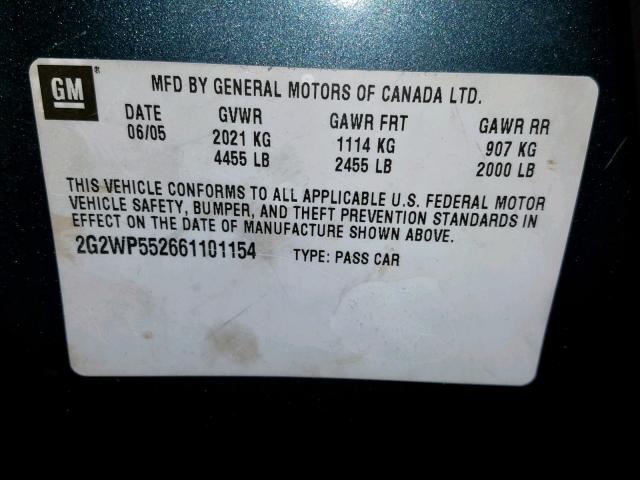 GM®
MFD BY GENERAL MOTORS OF CANADA LTD.
DATE GVWR GAWR FRT GAWR RR
06/05 2021 KG 1114 KG 907 KG
4455 LB 2455 LB 2000 LB
THIS VEHICLE CONFORMS TO ALL APPLICABLE U.S. FEDERAL MOTOR
VEHICLE SAFETY, BUMPER, AND THEFT PREVENTION STANDARDS IN
EFFECT ON THE DATE OF MANUFACTURE SHOWN ABOVE.
2G2WP552661101154 TYPE: PASS CAR